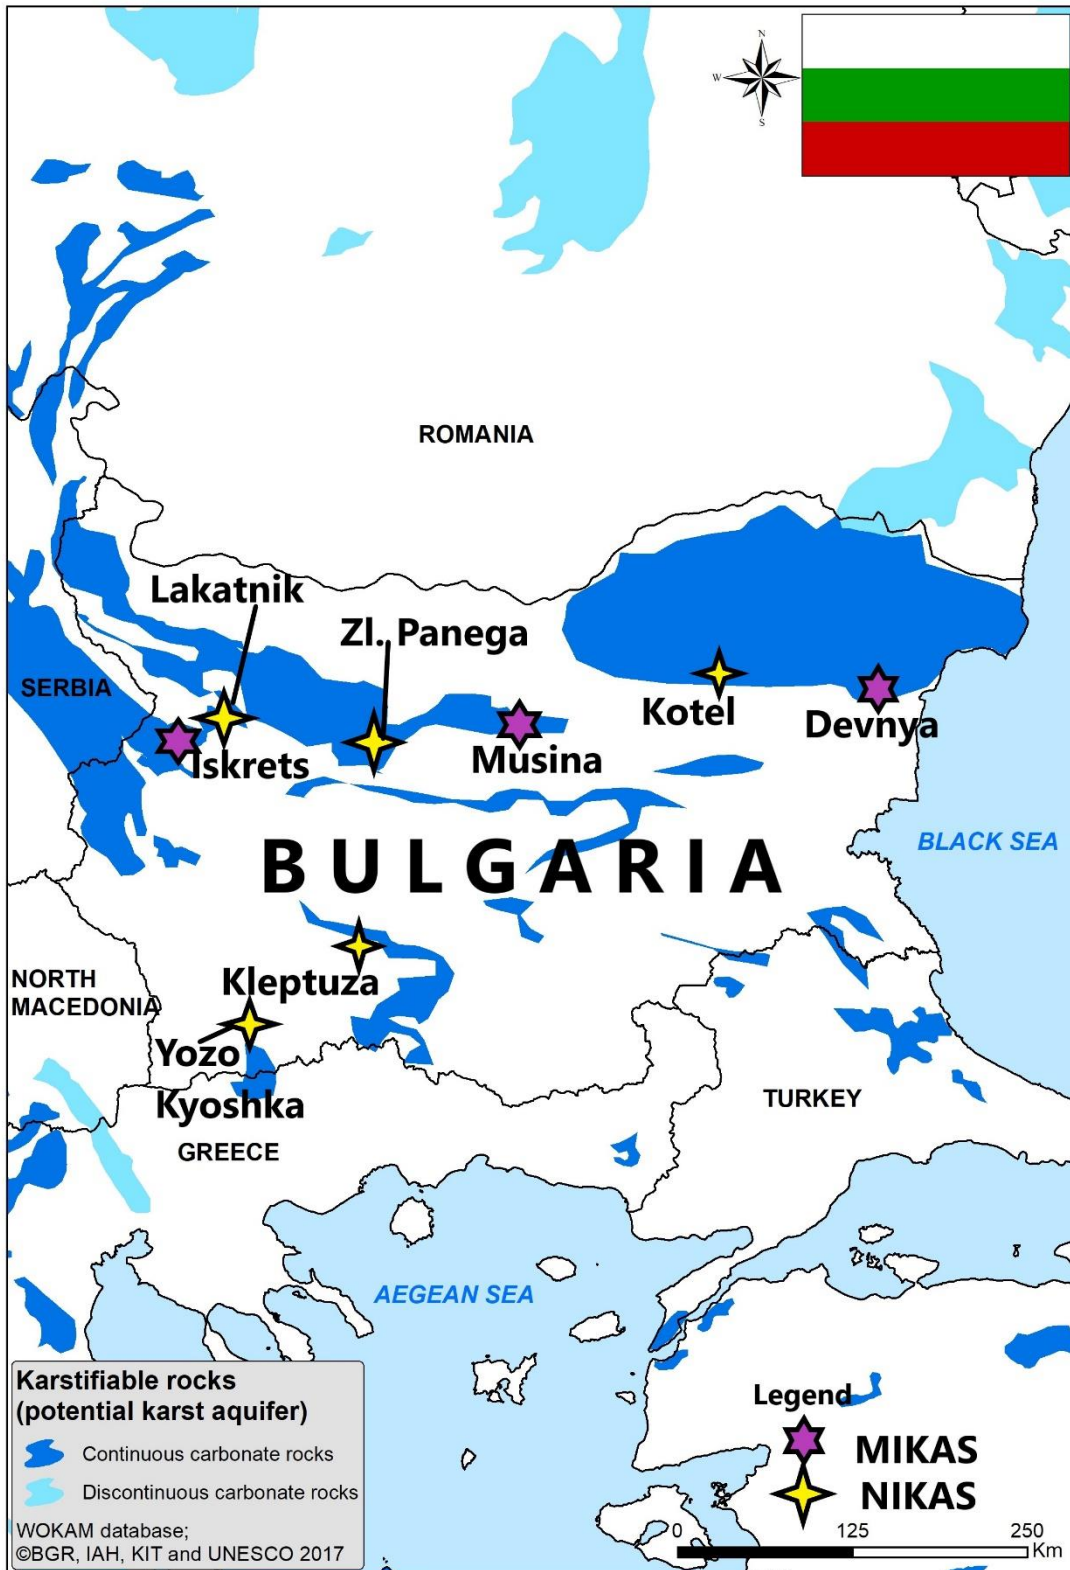 N
W
S
ROMANIA
Lakatnik
Zl. Panega
SERBIA
Kotel
Devnya
Iskrets
Musina
BULGARIA
BLACK SEA
NORTH
MACEDONIA
Kleptuza
Yozo
Kyoshka
TURKEY
GREECE
AEGEAN SEA
Karstifiable rocks
(potential karst aquifer)
Continuous carbonate rocks
Discontinuous carbonate rocks
WOKAM database;
©BGR, IAH, KIT and UNESCO 2017
Legend
MIKAS
NIKAS
0 125 250
Km